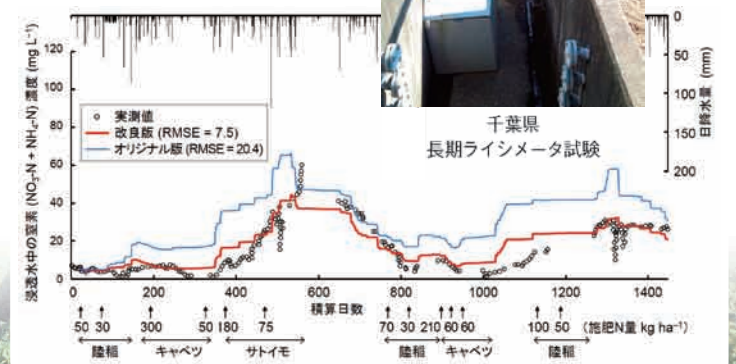 浸透水中の窒素 (NO₃-N + NH₄-N) 濃度 (mg L⁻¹)
120
100
80
60
40
20
0
実測値
改良版 (RMSE = 7.5)
オリジナル版 (RMSE = 20.4)
千葉県
長期ライシメータ試験
0
50
100
150
200
日降水量 (mm)
0 200 400 600 800 1000 1200 1400
積算日数
50 30 300 50 180 75 70 30 210 60 60 100 50 (施肥N量 kg ha⁻¹)
陸稲 キャベツ サトイモ 陸稲 キャベツ 陸稲